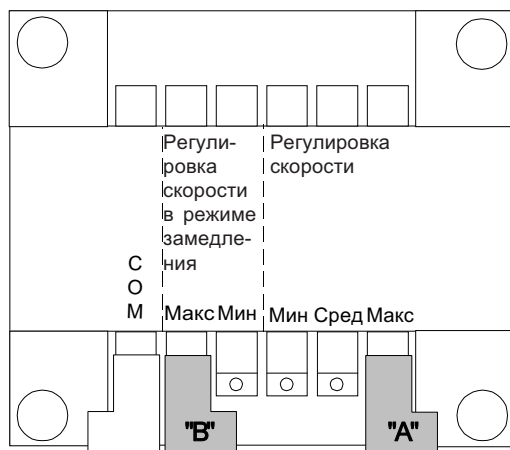 Регули-
ровка
скорости
в режиме
замедле-
ния
Регулировка
скорости
С
О
М
Макс Мин
Мин Сред Макс
"B"
"A"